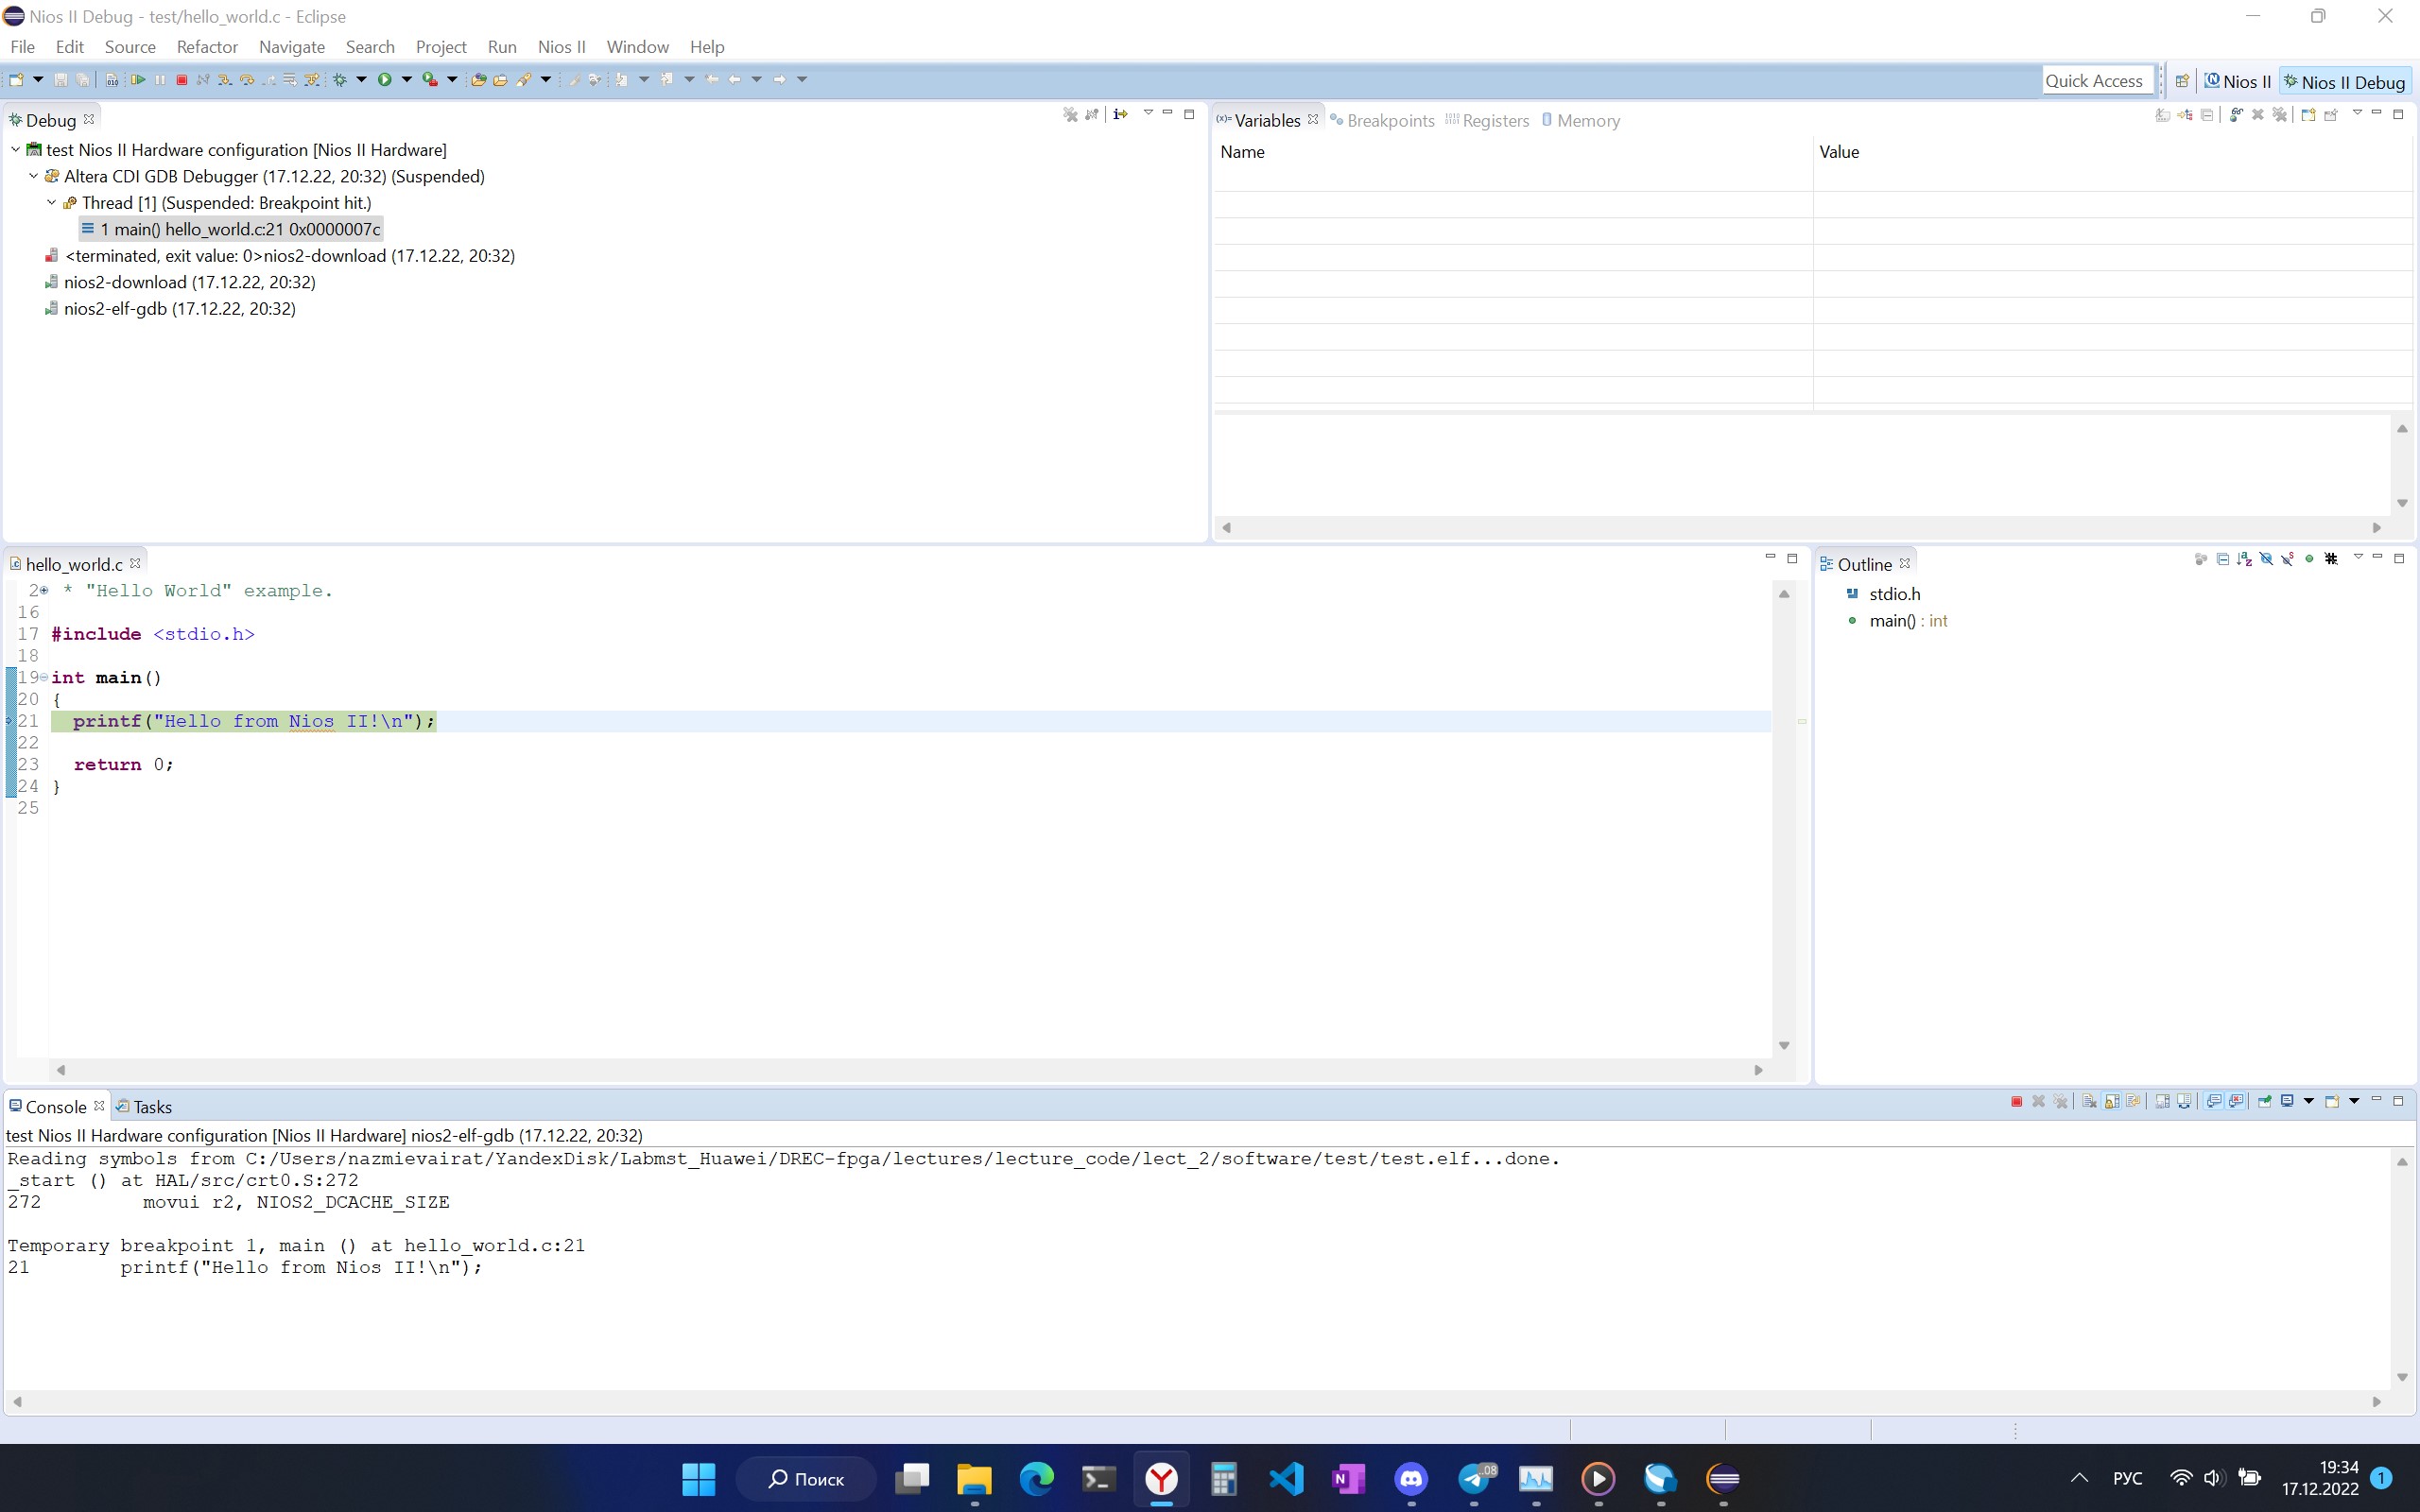 Nios II Debug - test/hello_world.c - Eclipse
File Edit Source Refactor Navigate Search Project Run Nios II Window Help
Quick Access Nios II Nios II Debug
Debug
test Nios II Hardware configuration [Nios II Hardware]
Altera CDI GDB Debugger (17.12.22, 20:32) (Suspended)
Thread [1] (Suspended: Breakpoint hit.)
1 main() hello_world.c:21 0x0000007c
<terminated, exit value: 0>nios2-download (17.12.22, 20:32)
nios2-download (17.12.22, 20:32)
nios2-elf-gdb (17.12.22, 20:32)
(x)= Variables Breakpoints Registers Memory
Name Value
hello_world.c
2 * "Hello World" example.
16
17 #include <stdio.h>
18
19 int main()
20 {
21 printf("Hello from Nios II!\n");
22
23 return 0;
24 }
25
Outline
stdio.h
main() : int
Console Tasks
test Nios II Hardware configuration [Nios II Hardware] nios2-elf-gdb (17.12.22, 20:32)
Reading symbols from C:/Users/nazmievairat/YandexDisk/Labmst_Huawei/DREC-fpga/lectures/lecture_code/lect_2/software/test/test.elf...done.
_start () at HAL/src/crt0.S:272
272 movui r2, NIOS2_DCACHE_SIZE
Temporary breakpoint 1, main () at hello_world.c:21
21 printf("Hello from Nios II!\n");
Поиск
РУС
19:34
17.12.2022
1